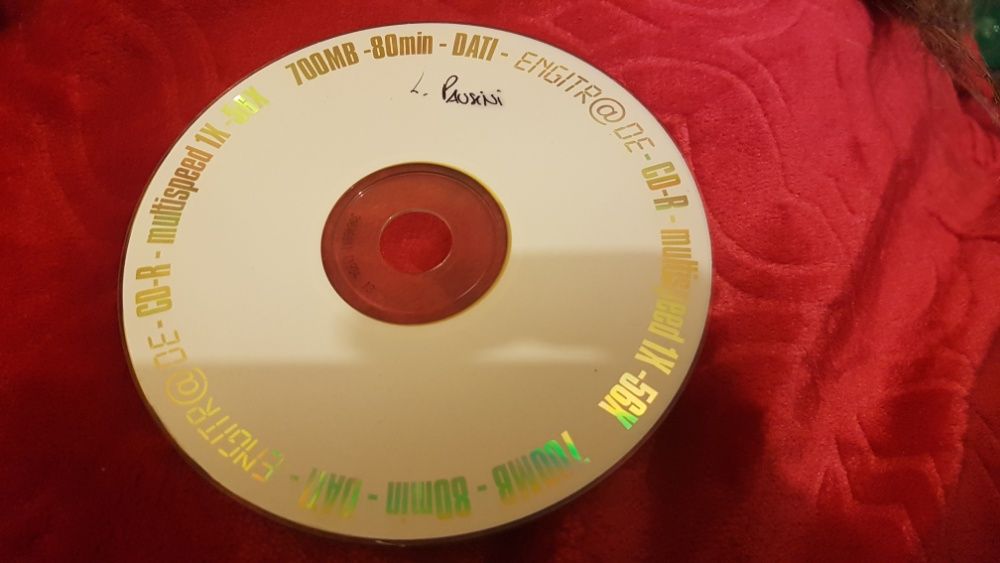 700MB - 80min - DATI - ENGITR@DE - CD-R - multispeed 1X - 56X
L. Pausini
700MB - 80min - DATI - ENGITR@DE - CD-R - multispeed 1X - 56X